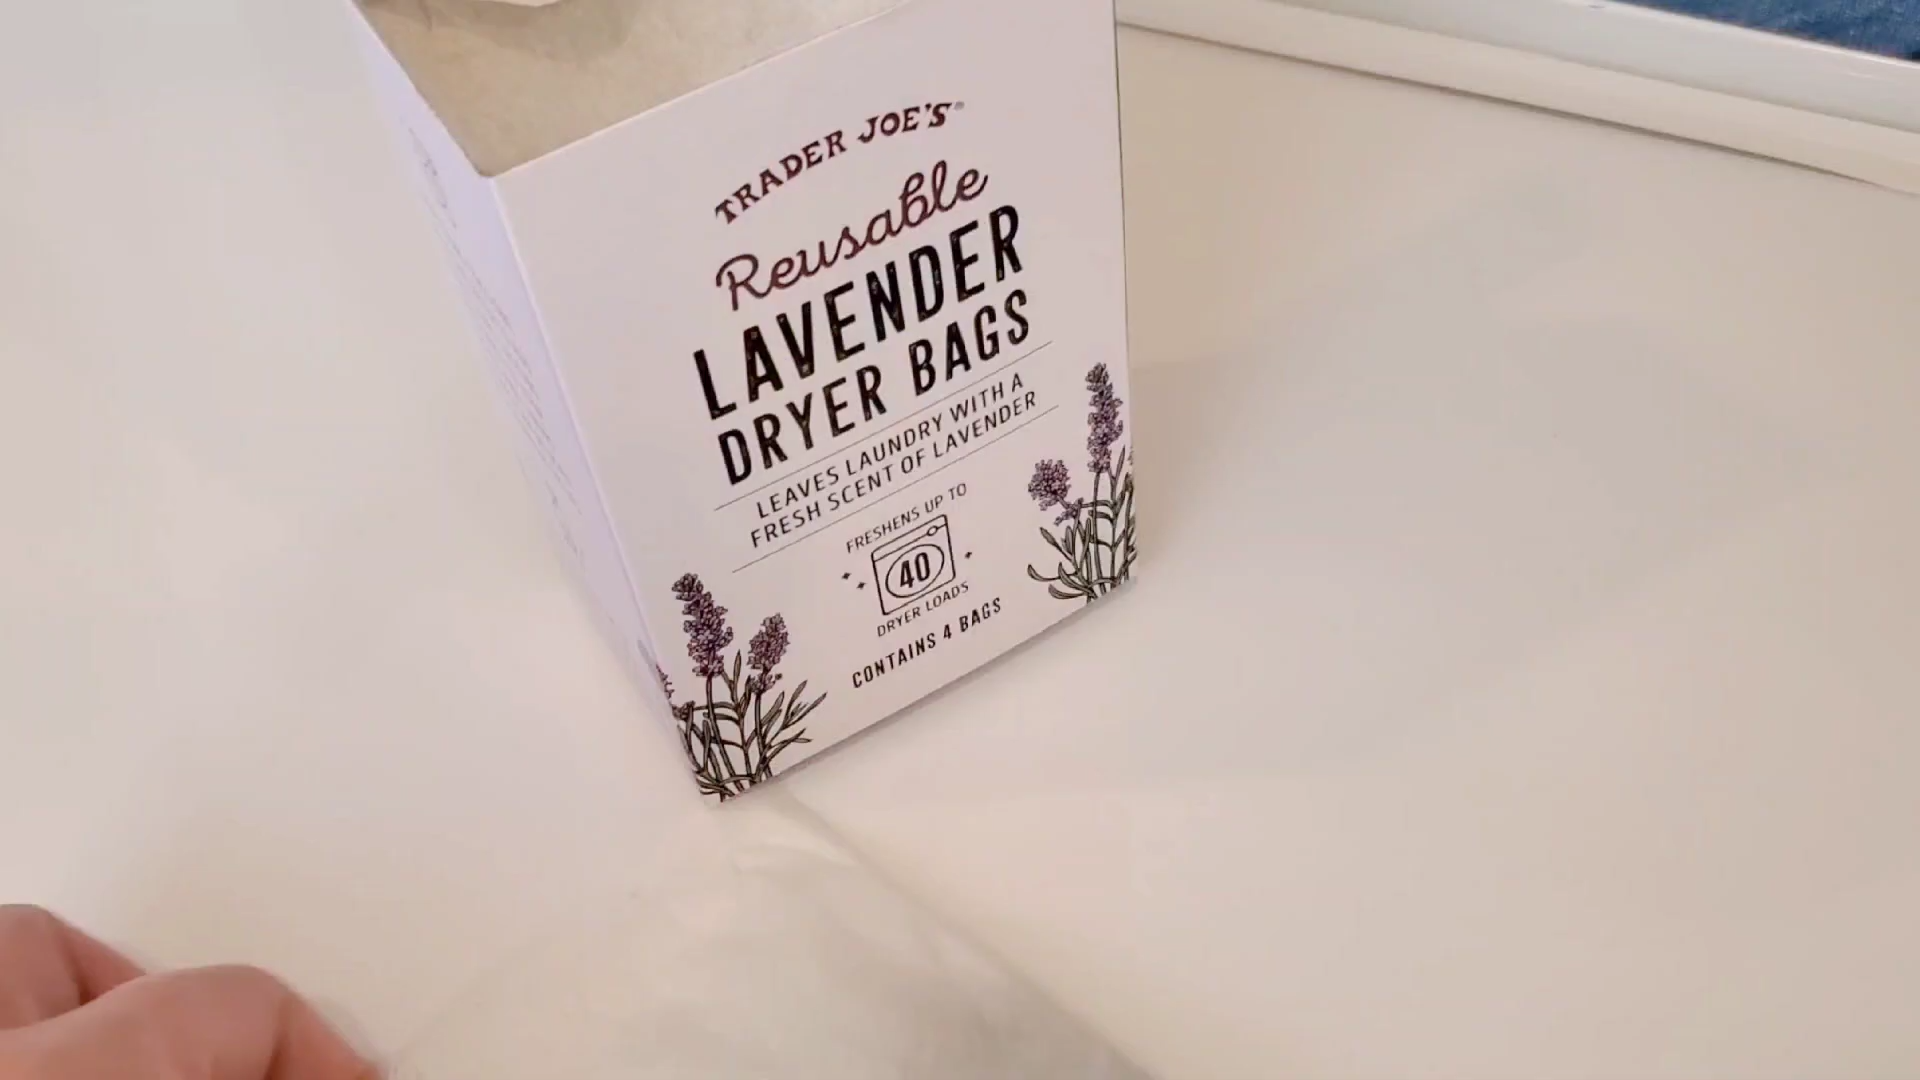 TRADER JOE'S®
Reusable
LAVENDER
DRYER BAGS
LEAVES LAUNDRY WITH A
FRESH SCENT OF LAVENDER
FRESHENS UP TO
40
DRYER LOADS
CONTAINS 4 BAGS